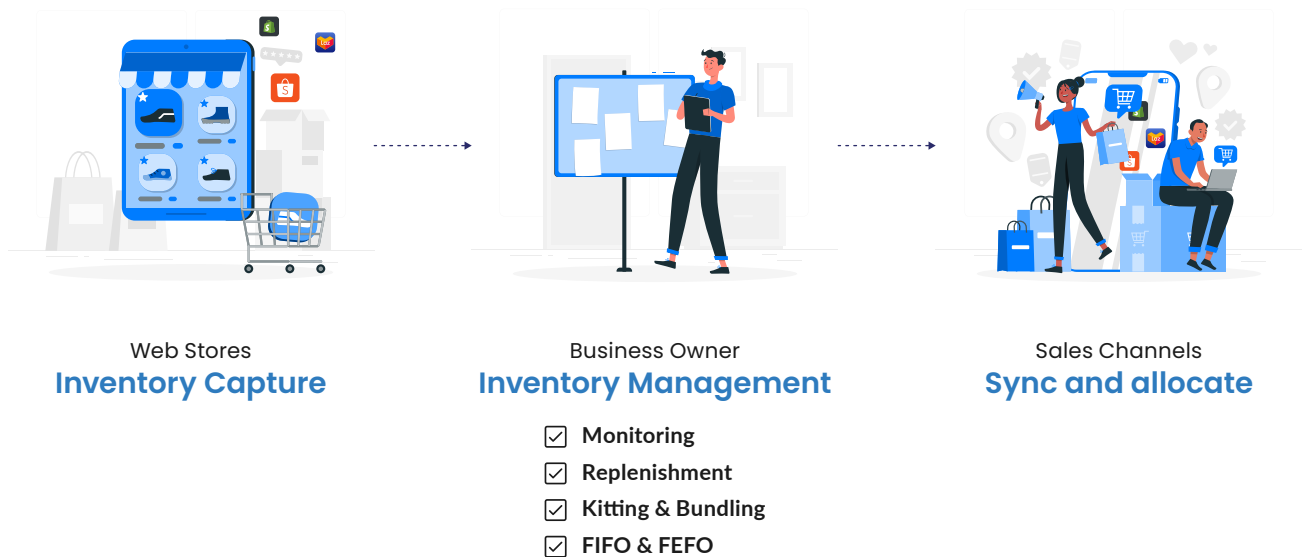 Web Stores
Inventory Capture
Business Owner
Inventory Management
Monitoring
Replenishment
Kitting & Bundling
FIFO & FEFO
Sales Channels
Sync and allocate